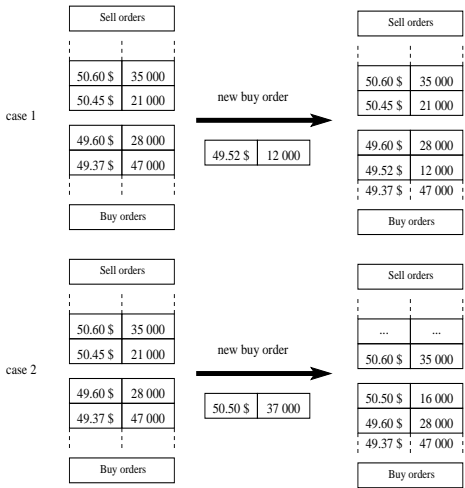 Sell orders
50.60 $ 35 000
50.45 $ 21 000
case 1
49.60 $ 28 000
49.37 $ 47 000
Buy orders
new buy order
49.52 $ 12 000
Sell orders
50.60 $ 35 000
50.45 $ 21 000
49.60 $ 28 000
49.52 $ 12 000
49.37 $ 47 000
Buy orders
Sell orders
50.60 $ 35 000
50.45 $ 21 000
case 2
49.60 $ 28 000
49.37 $ 47 000
Buy orders
new buy order
50.50 $ 37 000
Sell orders
... ...
50.60 $ 35 000
50.50 $ 16 000
49.60 $ 28 000
49.37 $ 47 000
Buy orders